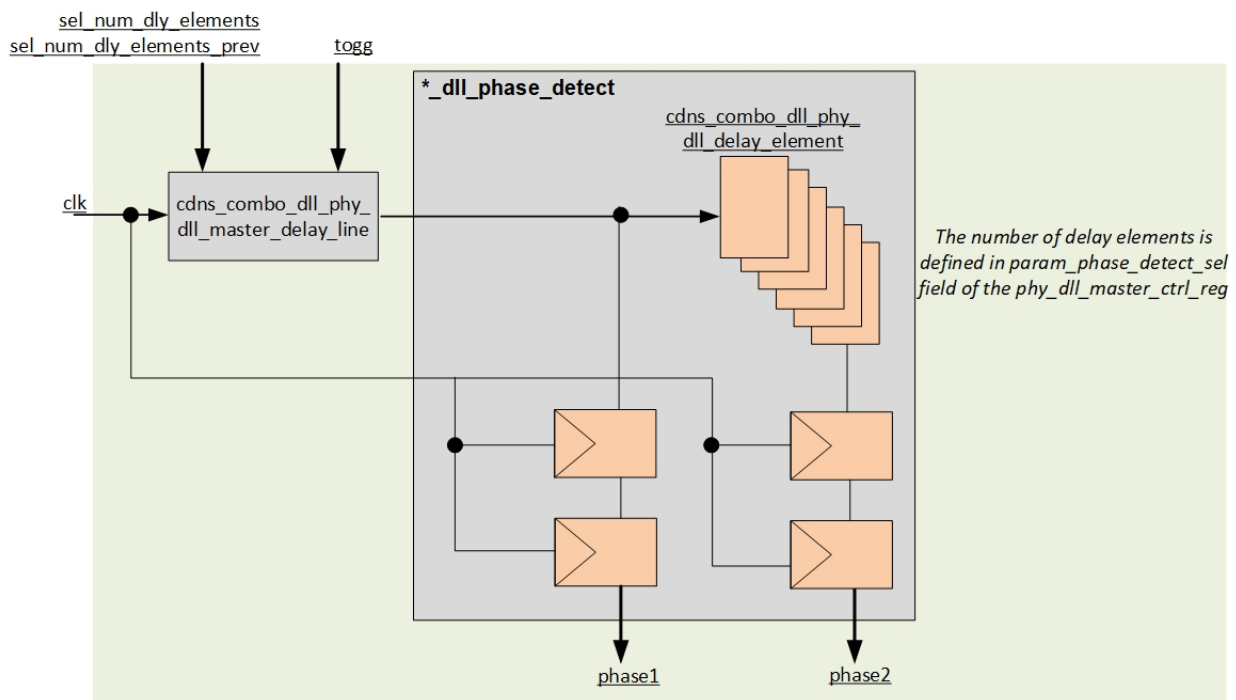 sel_num_dly_elements
sel_num_dly_elements_prev
togg
*_dll_phase_detect
cdns_combo_dll_phy_
dll_delay_element
clk
cdns_combo_dll_phy_
dll_master_delay_line
The number of delay elements is
defined in param_phase_detect_sel
field of the phy_dll_master_ctrl_reg
phase1
phase2